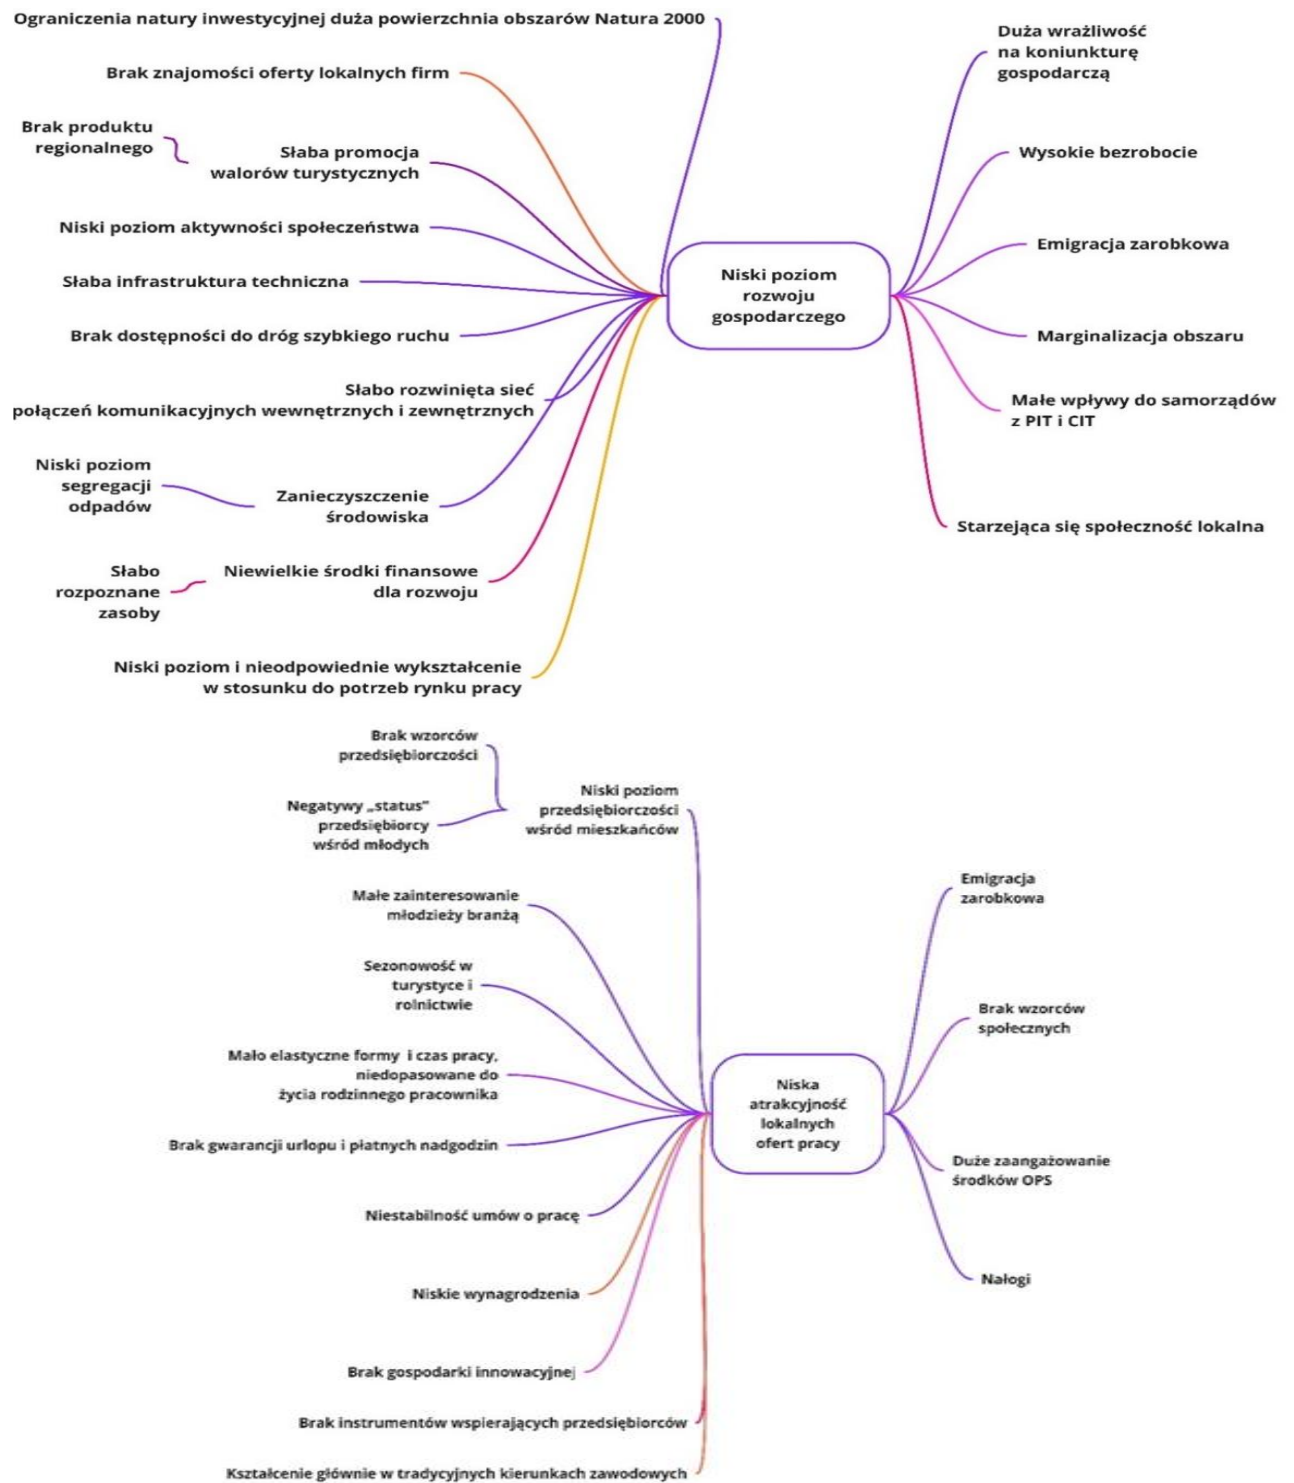 Ograniczenia natury inwestycyjnej duża powierzchnia obszarów Natura 2000
Brak znajomości oferty lokalnych firm
Brak produktu
regionalnego
Słaba promocja
walorów turystycznych
Niski poziom aktywności społeczeństwa
Słaba infrastruktura techniczna
Brak dostępności do dróg szybkiego ruchu
Słabo rozwinięta sieć
połączeń komunikacyjnych wewnętrznych i zewnętrznych
Niski poziom
segregacji
odpadów
Zanieczyszczenie
środowiska
Słabo
rozpoznane
zasoby
Niewielkie środki finansowe
dla rozwoju
Niski poziom i nieodpowiednie wykształcenie
w stosunku do potrzeb rynku pracy
Niski poziom
rozwoju
gospodarczego
Duża wrażliwość
na koniunkturę
gospodarczą
Wysokie bezrobocie
Emigracja zarobkowa
Marginalizacja obszaru
Małe wpływy do samorządów
z PIT i CIT
Starzejąca się społeczność lokalna
Brak wzorców
przedsiębiorczości
Negatywy „status”
przedsiębiorcy
wśród młodych
Niski poziom
przedsiębiorczości
wśród mieszkańców
Małe zainteresowanie
młodzieży branżą
Sezonowość w
turystyce i
rolnictwie
Mało elastyczne formy i czas pracy,
niedopasowane do
życia rodzinnego pracownika
Brak gwarancji urlopu i płatnych nadgodzin
Niestabilność umów o pracę
Niskie wynagrodzenia
Brak gospodarki innowacyjnej
Brak instrumentów wspierających przedsiębiorców
Kształcenie głównie w tradycyjnych kierunkach zawodowych
Niska
atrakcyjność
lokalnych
ofert pracy
Emigracja
zarobkowa
Brak wzorców
społecznych
Duże zaangażowanie
środków OPS
Nałogi